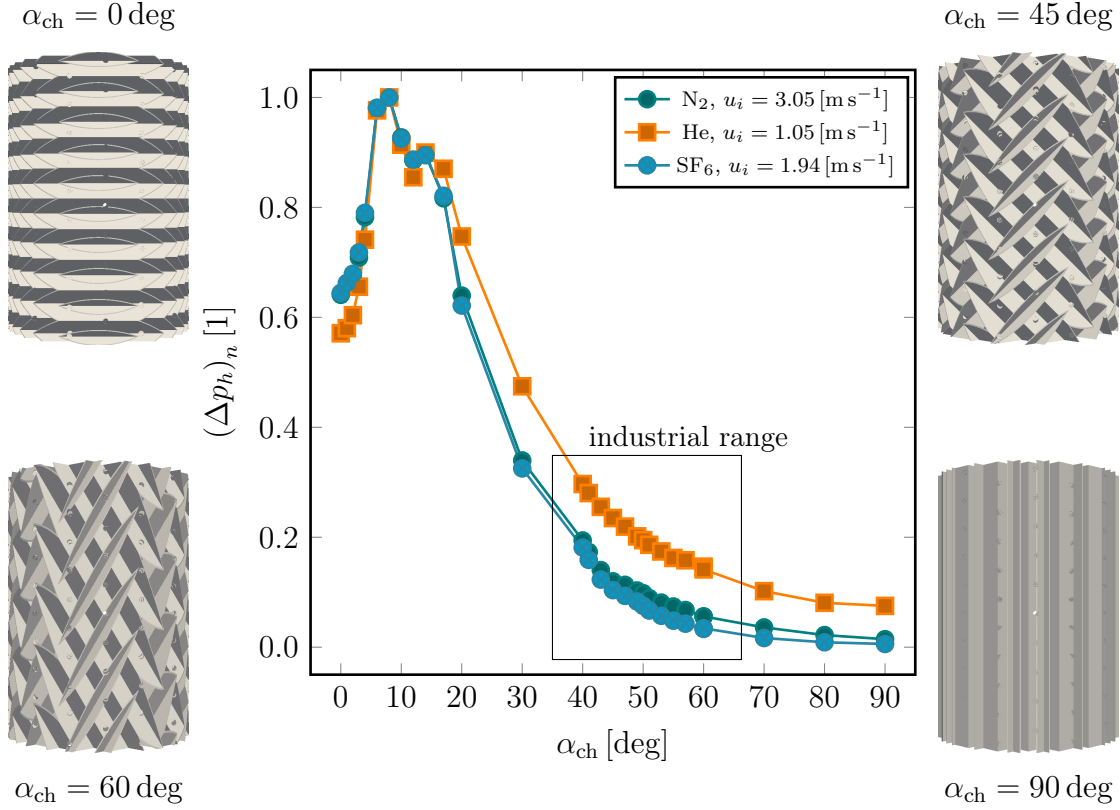 α_ch = 0 deg
α_ch = 45 deg
N₂, u_i = 3.05 [m s⁻¹]
He, u_i = 1.05 [m s⁻¹]
SF₆, u_i = 1.94 [m s⁻¹]
1.0
0.8
0.6
0.4
0.2
0.0
(Δp_h)_n [1]
industrial range
0 10 20 30 40 50 60 70 80 90
α_ch [deg]
α_ch = 60 deg
α_ch = 90 deg